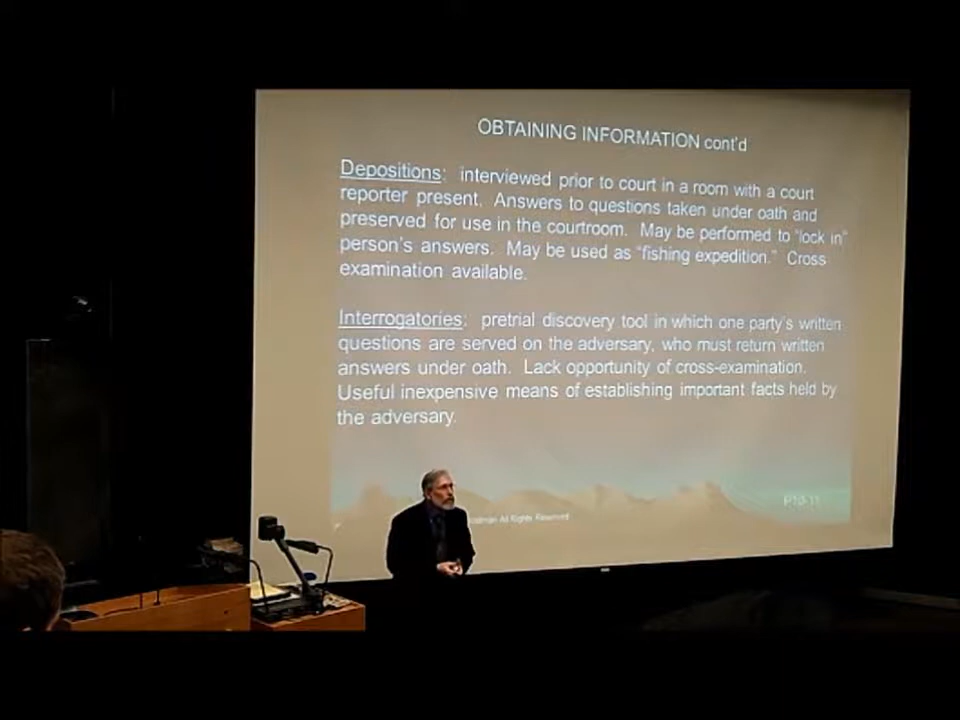 OBTAINING INFORMATION cont'd
Depositions: interviewed prior to court in a room with a court
reporter present. Answers to questions taken under oath and
preserved for use in the courtroom. May be performed to "lock in"
person's answers. May be used as "fishing expedition." Cross
examination available.
Interrogatories: pretrial discovery tool in which one party's written
questions are served on the adversary, who must return written
answers under oath. Lack opportunity of cross-examination.
Useful inexpensive means of establishing important facts held by
the adversary.
All Rights Reserved